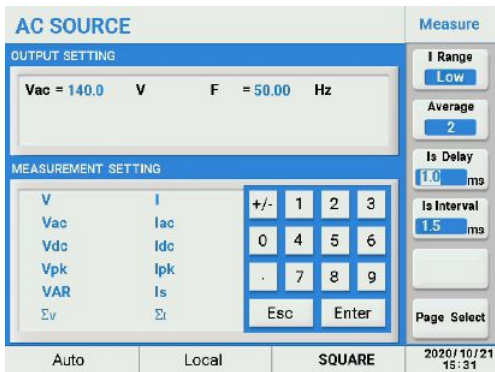 AC SOURCE
Measure
OUTPUT SETTING
Vac = 140.0 V F = 50.00 Hz
I Range
Low
Average
2
Is Delay
1.0 ms
Is Interval
1.5 ms
Page Select
MEASUREMENT SETTING
V I
Vac Iac
Vdc Idc
Vpk Ipk
VAR Is
Σv Σı
+/- 1 2 3
0 4 5 6
. 7 8 9
Esc Enter
Auto Local SQUARE 2020/10/21
15:31